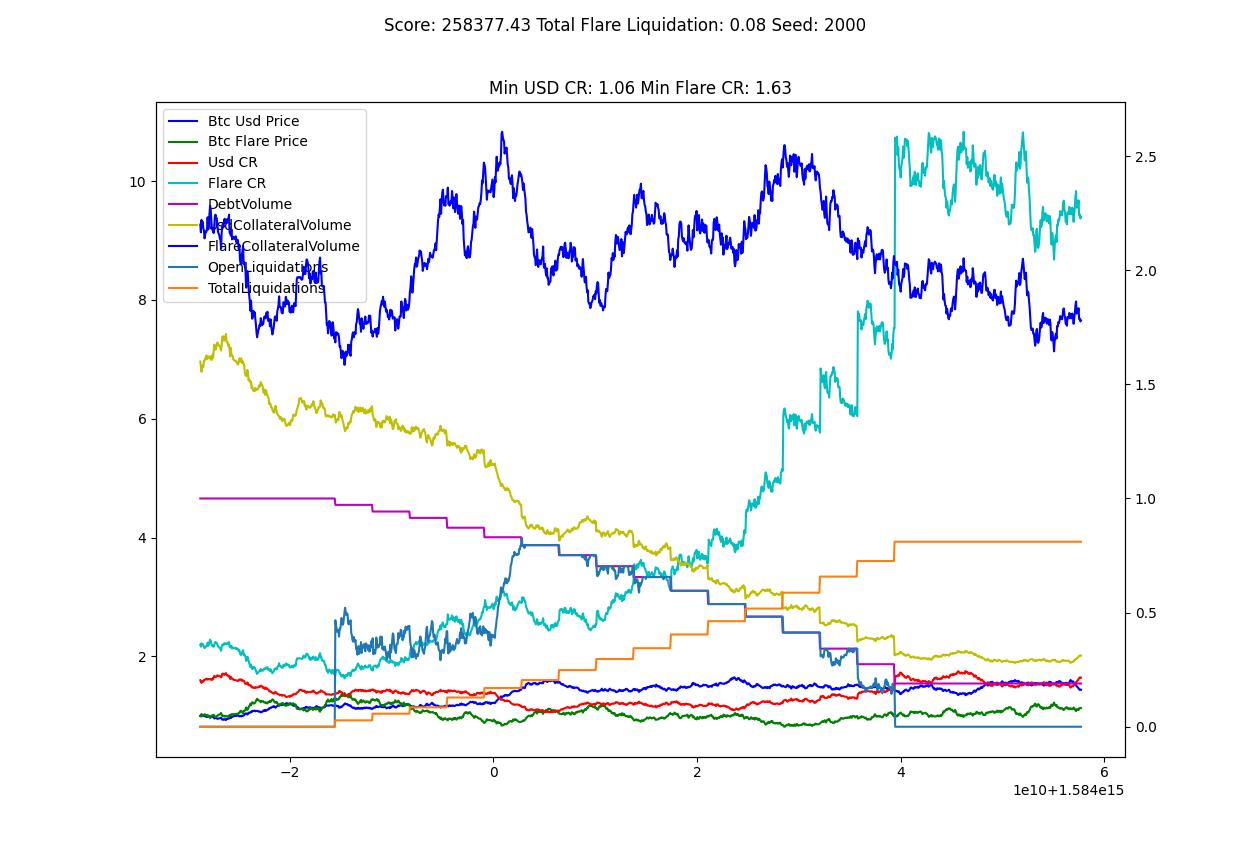 Score: 258377.43 Total Flare Liquidation: 0.08 Seed: 2000
Min USD CR: 1.06 Min Flare CR: 1.63
Btc Usd Price
Btc Flare Price
Usd CR
Flare CR
DebtVolume
UsdCollateralVolume
FlareCollateralVolume
OpenLiquidations
TotalLiquidations
10
8
6
4
2
2.5
2.0
1.5
1.0
0.5
0.0
−2 0 2 4 6
1e10+1.584e15